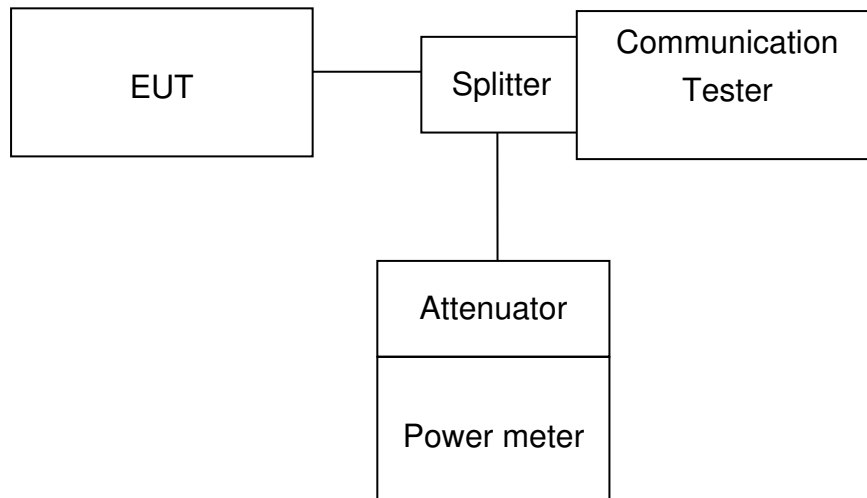 EUT
Splitter
Communication
Tester
Attenuator
Power meter